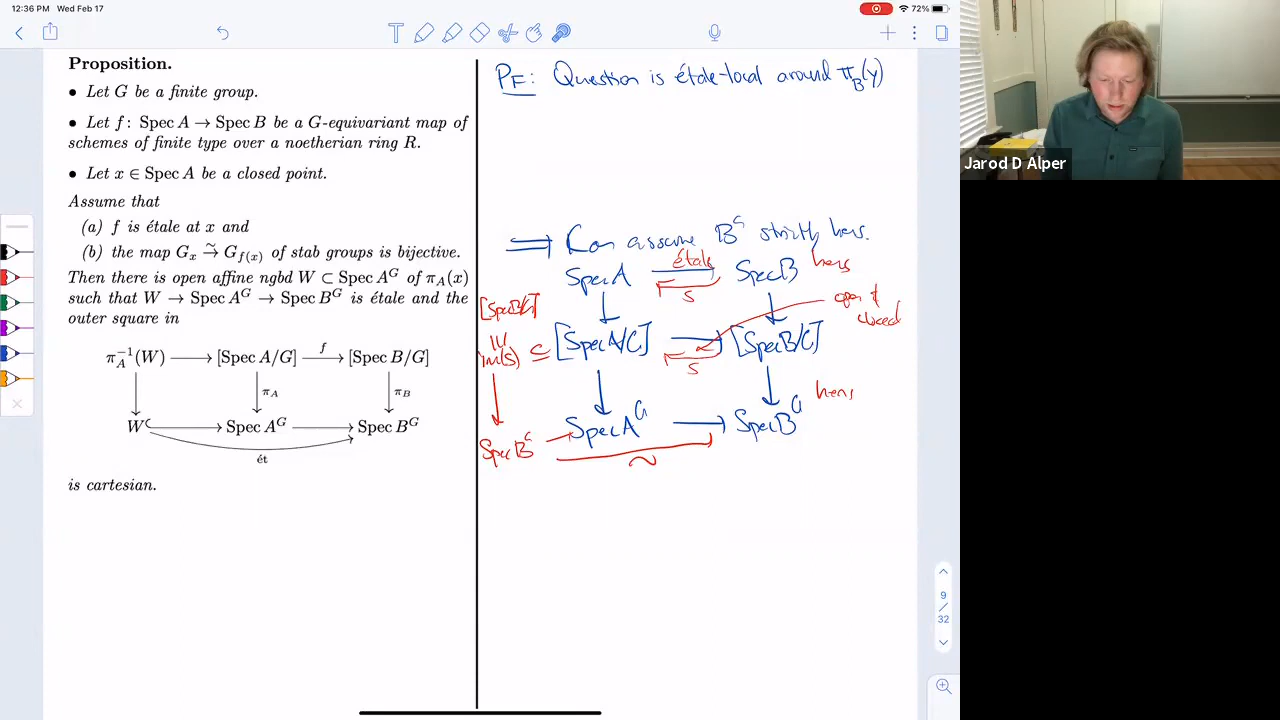 12:36 PM Wed Feb 17
72%
Proposition.
• Let G be a finite group.
• Let f: Spec A → Spec B be a G-equivariant map of
schemes of finite type over a noetherian ring R.
• Let x ∈ Spec A be a closed point.
Assume that
(a) f is étale at x and
(b) the map G_x ⥲ G_{f(x)} of stab groups is bijective.
Then there is open affine ngbd W ⊂ Spec A^G of π_A(x)
such that W → Spec A^G → Spec B^G is étale and the
outer square in
π_A^{-1}(W) → [Spec A/G] →^f [Spec B/G]
π_A π_B
W ↪ Spec A^G → Spec B^G
ét
is cartesian.
PF: Question is étale-local around π_B(y)
⟹ Can assume B^G strictly hens.
Spec A →^{étale} Spec B hens
s
[Spec B/G]
open & closed
im(s) ⊆ [Spec A/G] → [Spec B/G]
s
hens
Spec B^G → Spec A^G → Spec B^G
~
Jarod D Alper
9
/
32